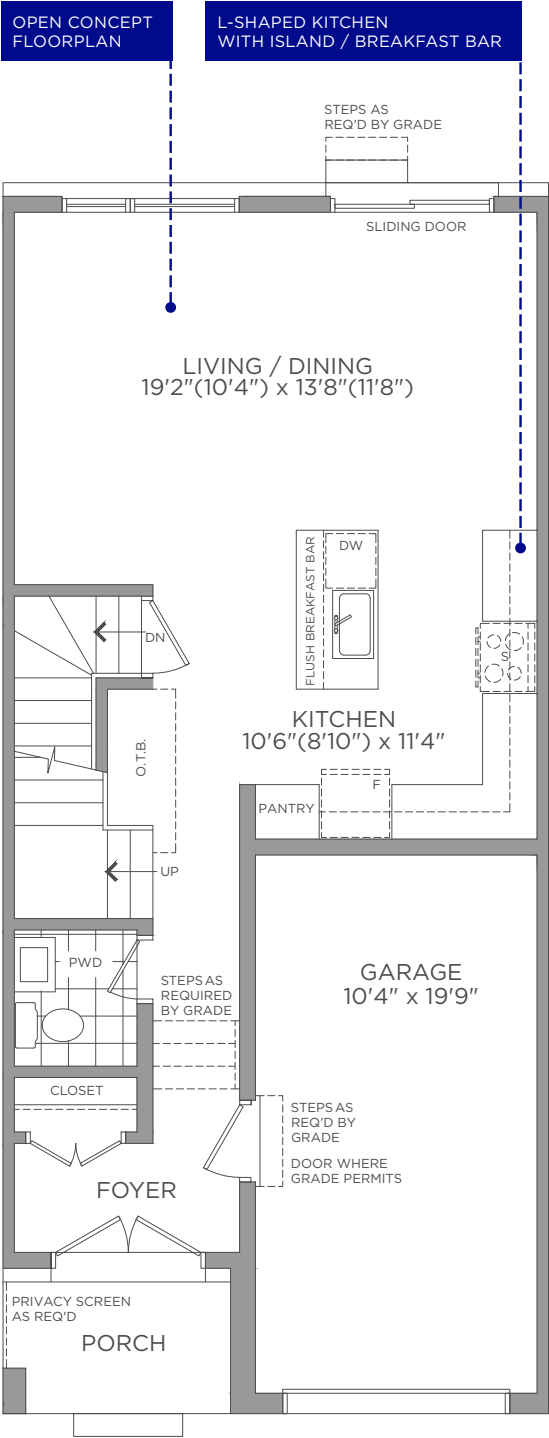 OPEN CONCEPT
FLOORPLAN
L-SHAPED KITCHEN
WITH ISLAND / BREAKFAST BAR
STEPS AS
REQ'D BY GRADE
SLIDING DOOR
LIVING / DINING
19'2"(10'4") x 13'8"(11'8")
FLUSH BREAKFAST BAR
DW
DN
S
KITCHEN
10'6"(8'10") x 11'4"
O.T.B.
F
PANTRY
UP
PWD
GARAGE
10'4" x 19'9"
STEPS AS
REQUIRED
BY GRADE
CLOSET
STEPS AS
REQ'D BY
GRADE
DOOR WHERE
GRADE PERMITS
FOYER
PRIVACY SCREEN
AS REQ'D
PORCH